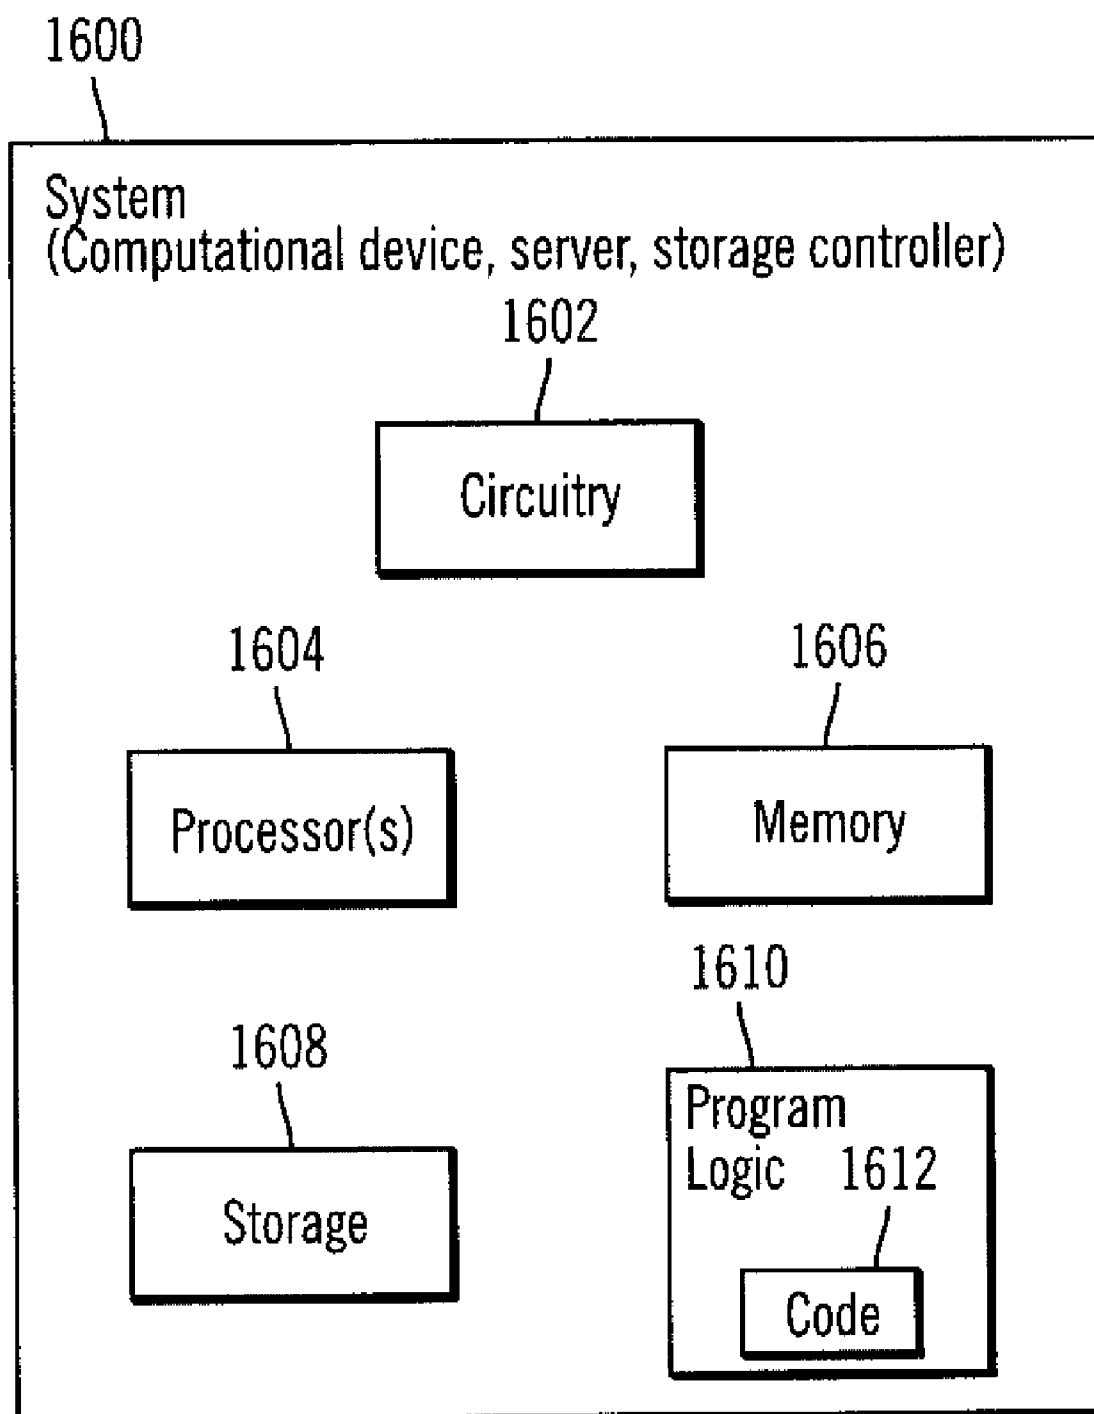 1600
System
(Computational device, server, storage controller)
1602
Circuitry
1604
1606
Processor(s)
Memory
1610
1608
Program
Logic
1612
Storage
Code